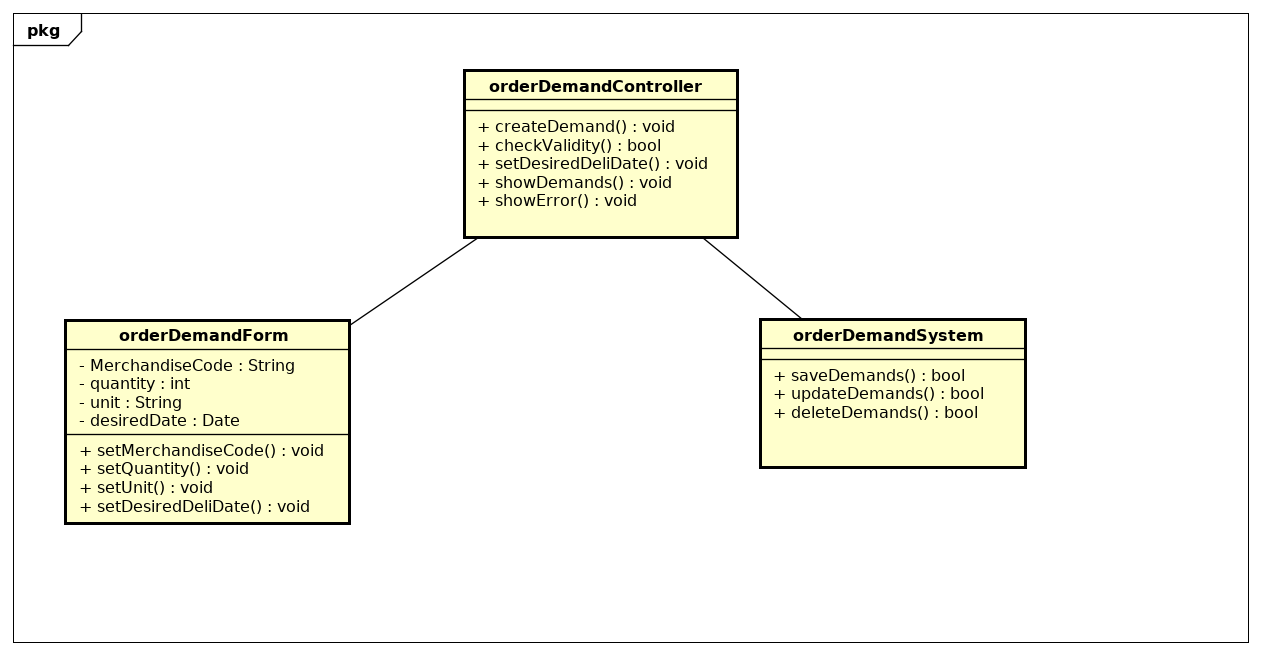 pkg
orderDemandController
+ createDemand() : void
+ checkValidity() : bool
+ setDesiredDeliDate() : void
+ showDemands() : void
+ showError() : void
orderDemandForm
- MerchandiseCode : String
- quantity : int
- unit : String
- desiredDate : Date
+ setMerchandiseCode() : void
+ setQuantity() : void
+ setUnit() : void
+ setDesiredDeliDate() : void
orderDemandSystem
+ saveDemands() : bool
+ updateDemands() : bool
+ deleteDemands() : bool